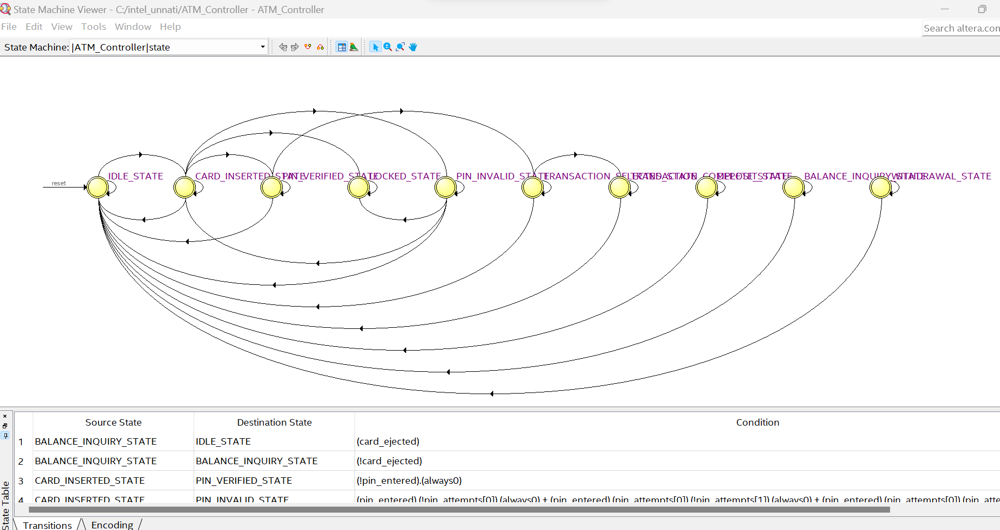 State Machine Viewer - C:/intel_unnati/ATM_Controller - ATM_Controller
File Edit View Tools Window Help
Search altera.com
State Machine: |ATM_Controller|state
reset
IDLE_STATE
CARD_INSERTED_STATE
PIN_VERIFIED_STATE
LOCKED_STATE
PIN_INVALID_STATE
TRANSACTION_SELECTED_STATE
BALANCE_INQUIRY_STATE
WITHDRAWAL_STATE
Source State Destination State Condition
1 BALANCE_INQUIRY_STATE IDLE_STATE (card_ejected)
2 BALANCE_INQUIRY_STATE BALANCE_INQUIRY_STATE (!card_ejected)
3 CARD_INSERTED_STATE PIN_VERIFIED_STATE (!pin_entered).(always0)
4 CARD_INSERTED_STATE PIN_INVALID_STATE (pin_entered).(!pin_attempts[0]).(always0) + (pin_entered).(pin_attempts[0]).(!pin_attempts[1]).(always0) + (pin_entered).(pin_attempts[0]).(pin_atte
State Table
Transitions Encoding